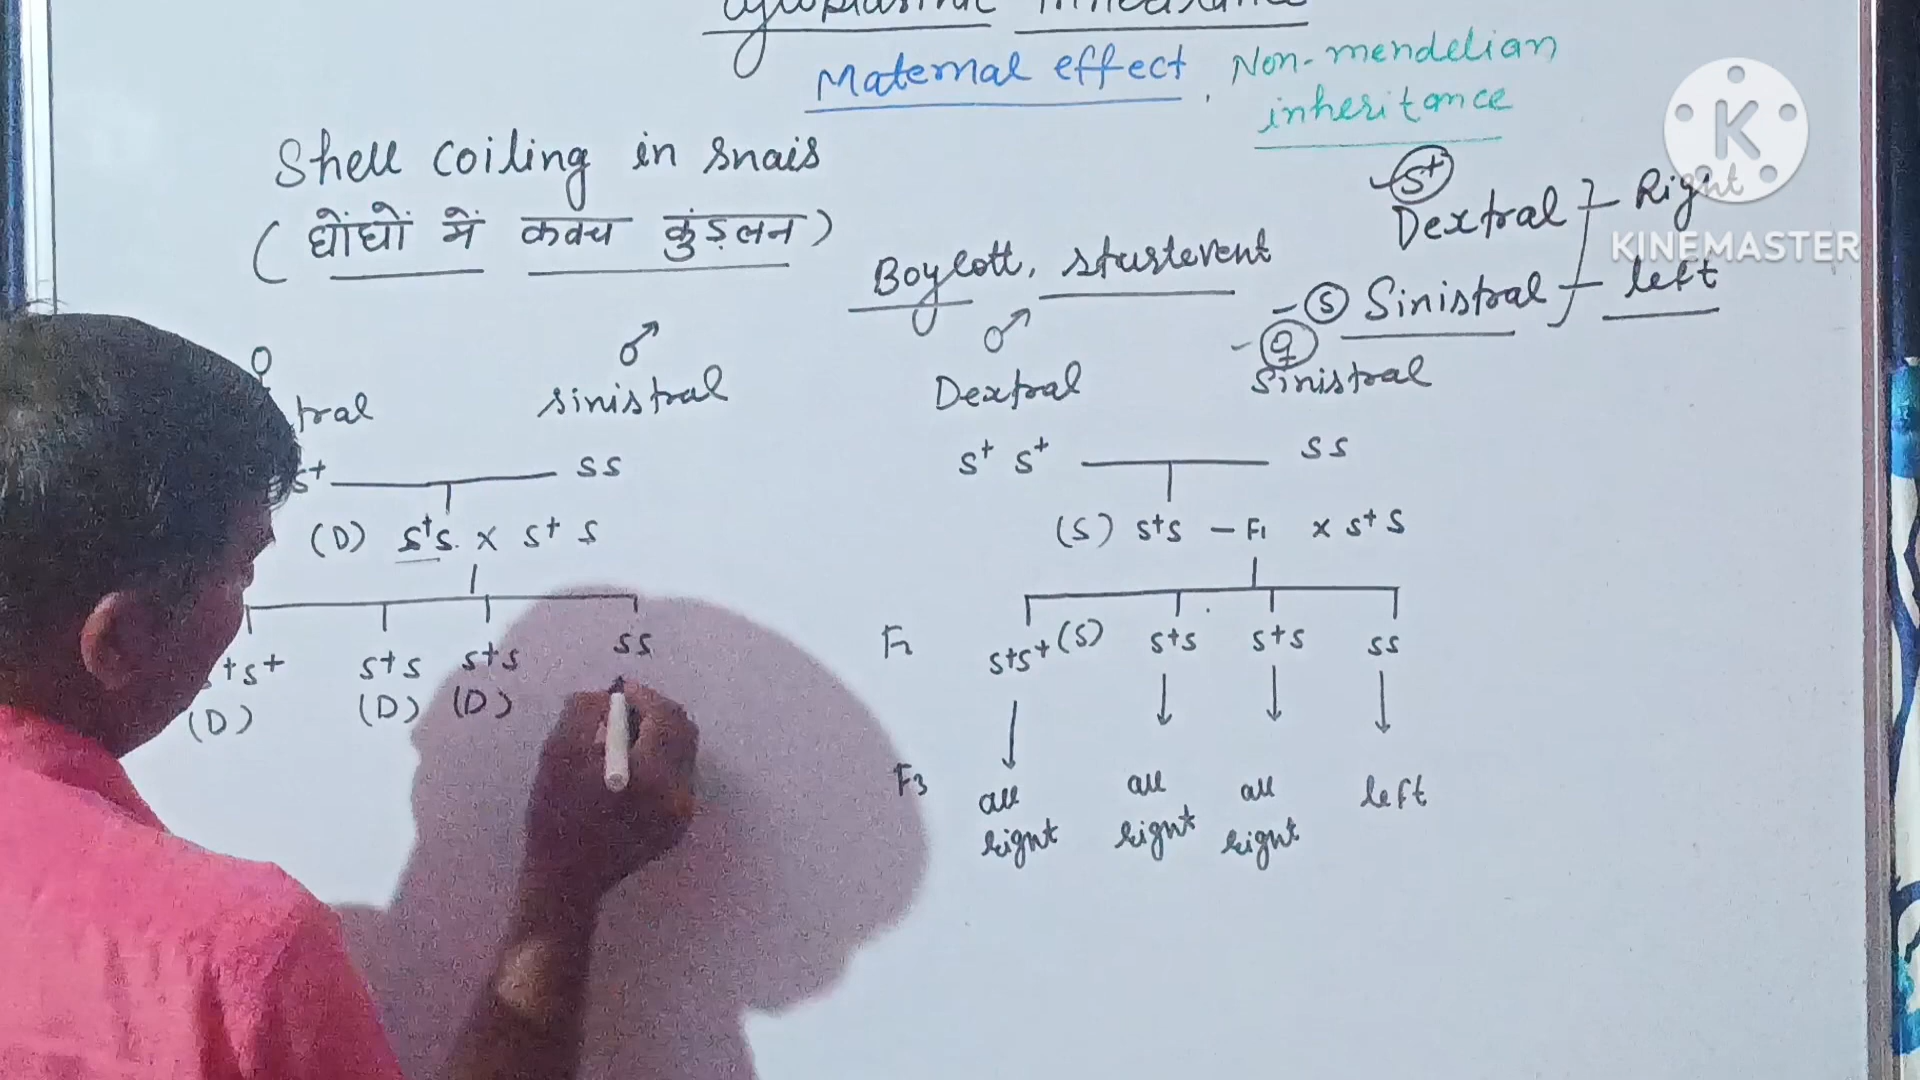 Maternal effect, Non-mendelian
inheritance
Shell coiling in snais
(घोंघों में कवच कुंडलन)
Boycott, sturtevent
s+
Dextral - Right
- s Sinistral - left
KINEMASTER
K
♀ ♂
tral sinistral
s+ ss
(D) s+s. x s+ s
+s+ s+s s+s ss
(D) (D) (D)
♂ - ♀
Dextral Sinistral
s+ s+ ss
(S) s+s - F1 x s+s
s+s+ (S) s+s s+s ss
F3 all right all right all right left